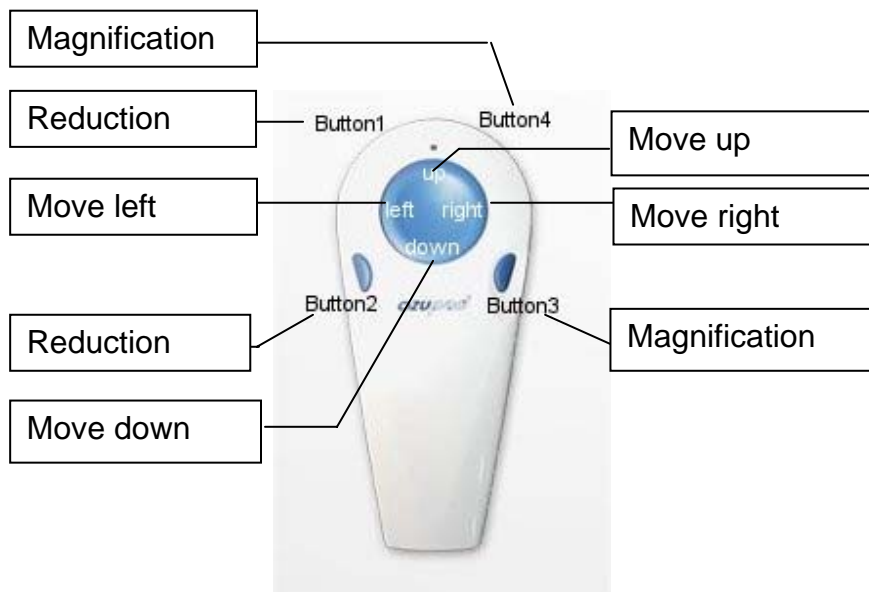 Magnification
Reduction
Button1
Button4
Move up
up
Move left
left right
Move right
down
Button2
Button3
Reduction
Magnification
Move down